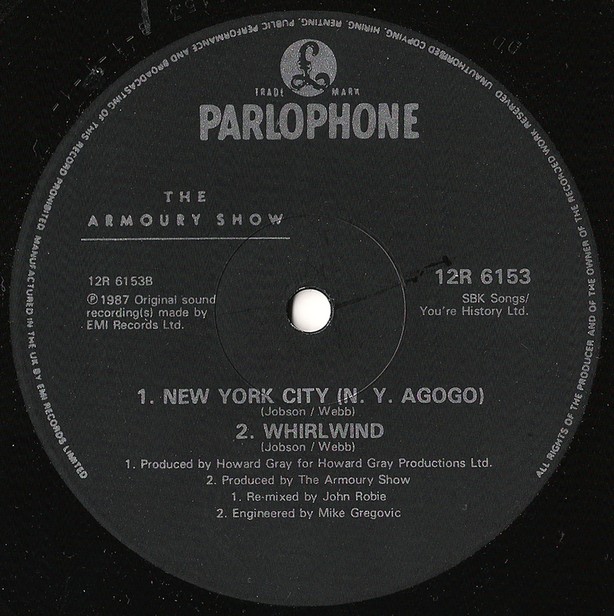 TRADE MARK
PARLOPHONE
THE
ARMOURY SHOW
12R 6153B
℗1987 Original sound
recording(s) made by
EMI Records Ltd.
12R 6153
SBK Songs/
You're History Ltd.
1. NEW YORK CITY (N. Y. AGOGO)
(Jobson / Webb)
2. WHIRLWIND
(Jobson / Webb)
1. Produced by Howard Gray for Howard Gray Productions Ltd.
2. Produced by The Armoury Show
1. Re-mixed by John Robie
2. Engineered by Mike Gregovic
ALL RIGHTS OF THE PRODUCER AND OF THE OWNER OF THE RECORDED WORK RESERVED UNAUTHORISED COPYING, HIRING, RENTING, PUBLIC PERFORMANCE AND BROADCASTING OF THIS RECORD PROHIBITED MANUFACTURED IN THE UK BY EMI RECORDS LIMITED